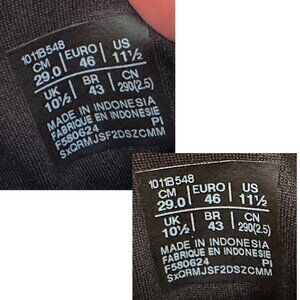 1011B548
CM EURO US
29.0 46 11½
UK BR CN
10½ 43 290(2.5)
MADE IN INDONESIA
FABRIQUE EN INDONESIE
F580624 PI
SxQRMJSF2DSZCMM
1011B548
CM EURO US
29.0 46 11½
UK BR CN
10½ 43 290(2.5)
MADE IN INDONESIA
FABRIQUE EN INDONESIE
F580624 PI
SxQRMJSF2DSZCMM